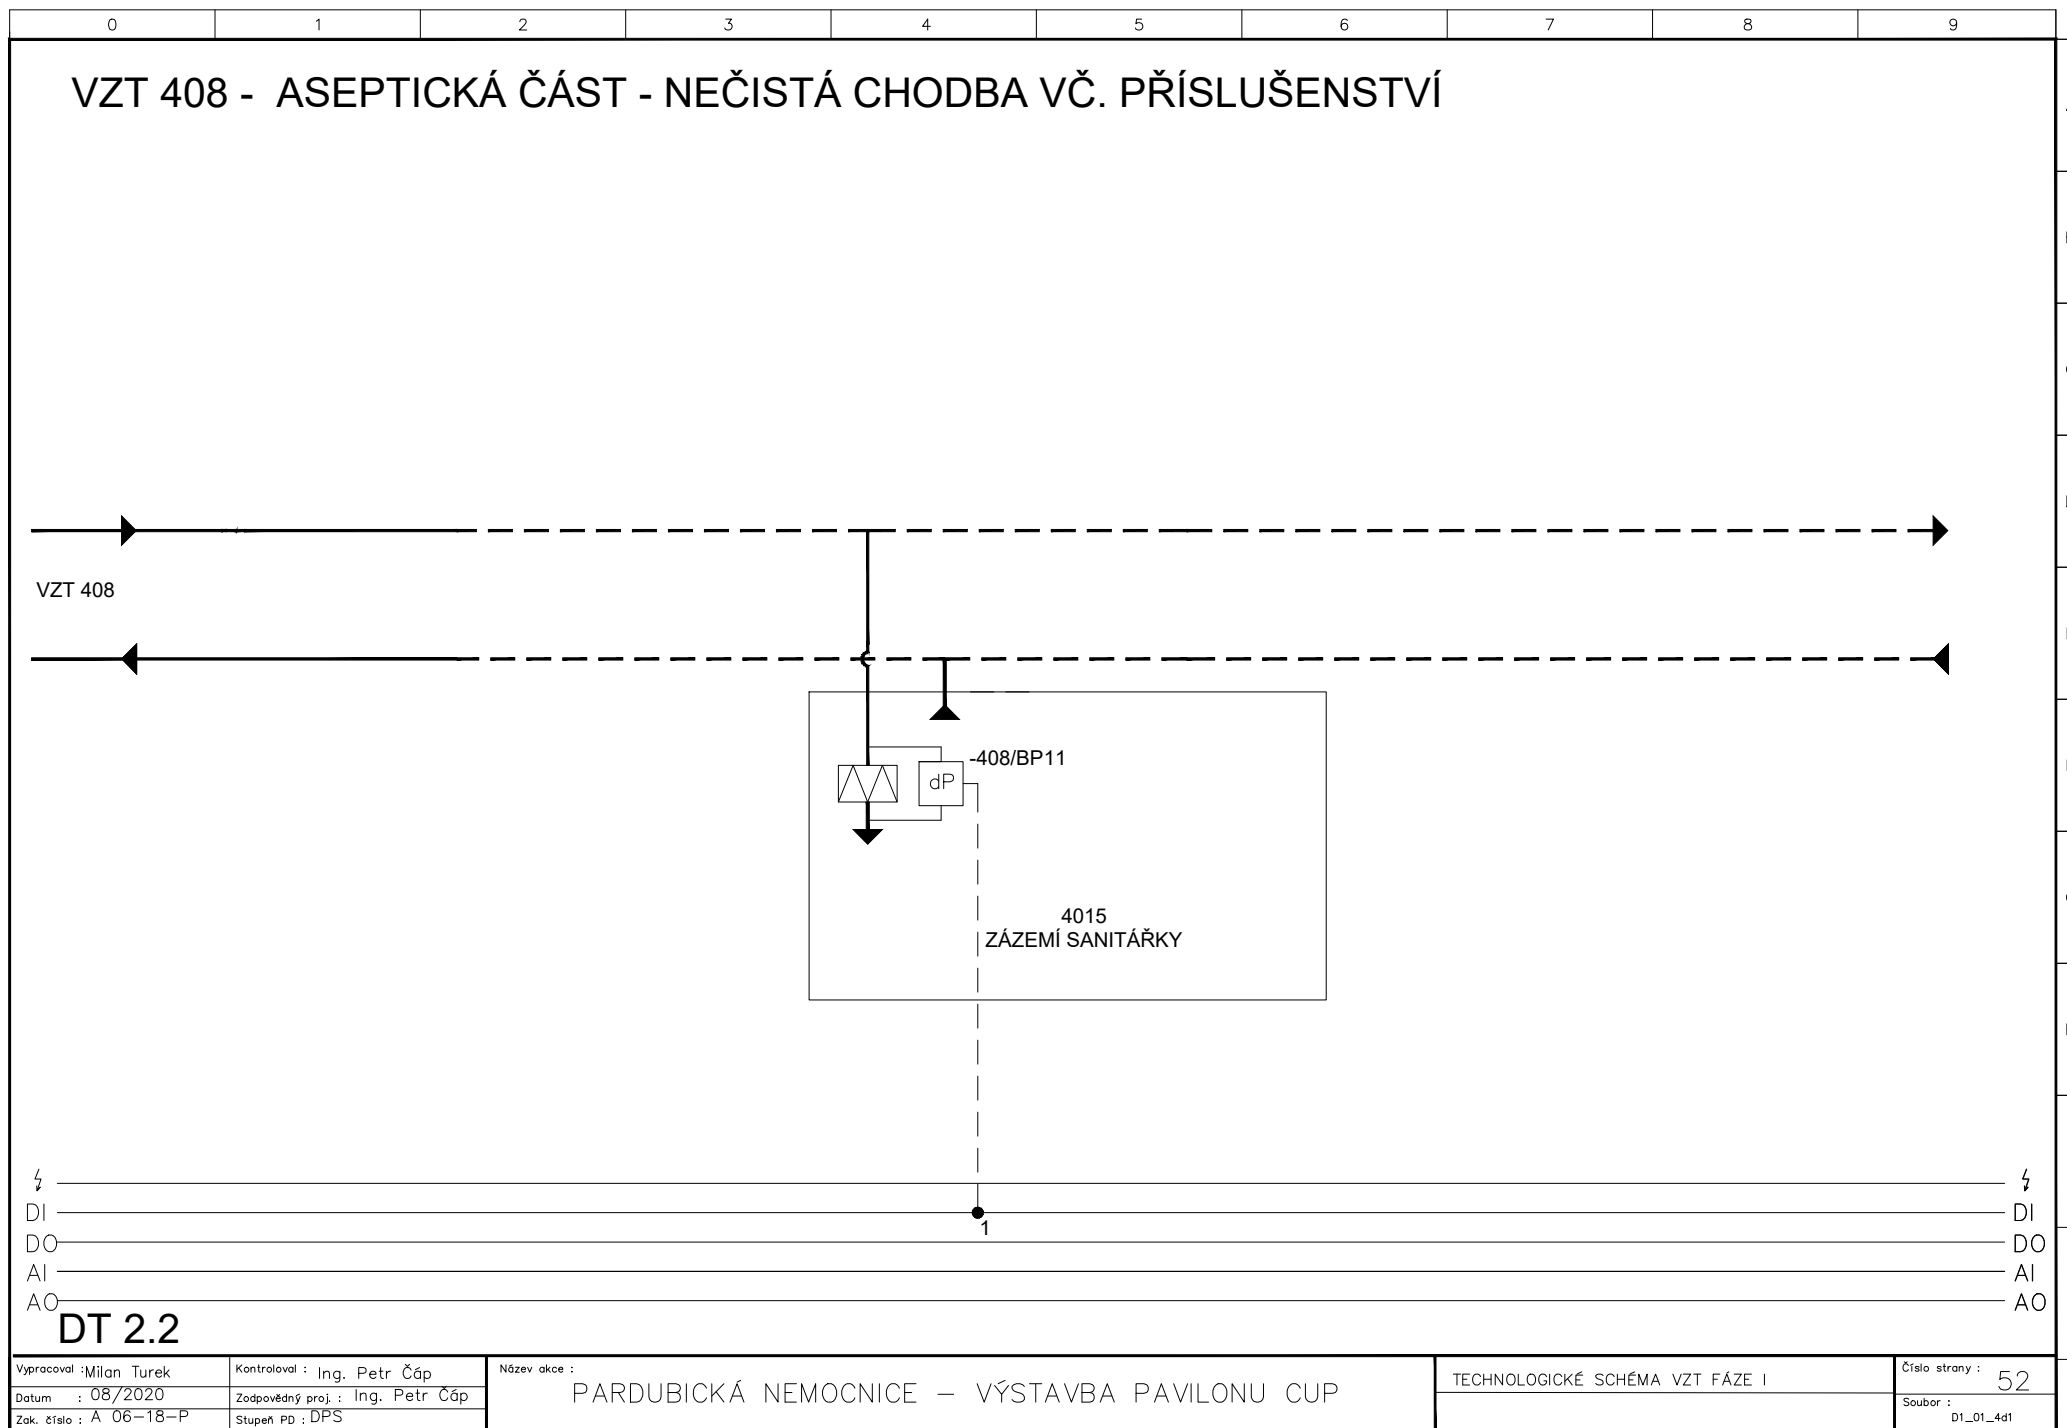 0 1 2 3 4 5 6 7 8 9
VZT 408 - ASEPTICKÁ ČÁST - NEČISTÁ CHODBA VČ. PŘÍSLUŠENSTVÍ
VZT 408
-408/BP11
dP
4015
ZÁZEMÍ SANITÁŘKY
DI DI
1
DO DO
AI AI
AO AO
DT 2.2
Vypracoval : Milan Turek
Datum : 08/2020
Zak. číslo : A 06-18-P
Kontroloval : Ing. Petr Čáp
Zodpovědný proj. : Ing. Petr Čáp
Stupeň PD : DPS
Název akce :
PARDUBICKÁ NEMOCNICE – VÝSTAVBA PAVILONU CUP
TECHNOLOGICKÉ SCHÉMA VZT FÁZE I
Číslo strany : 52
Soubor :
D1_01_4d1